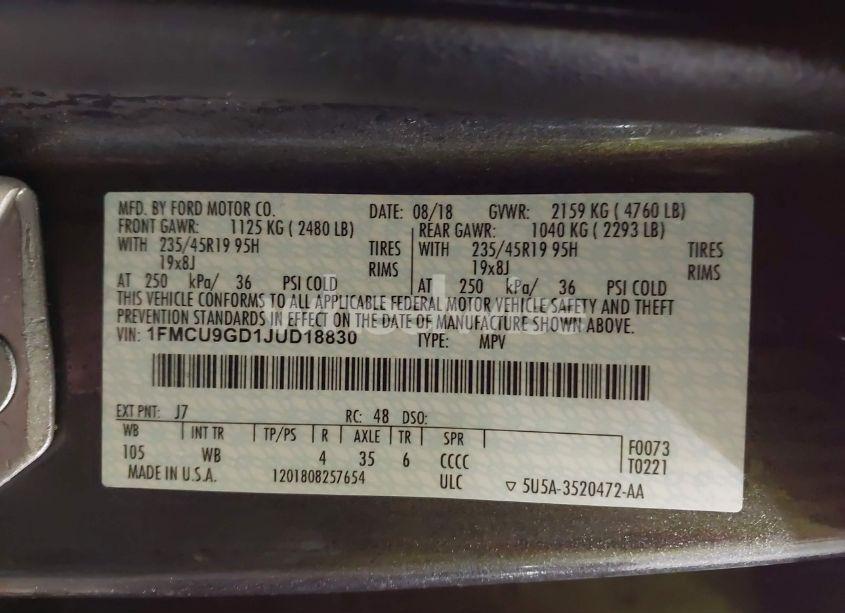 MFD. BY FORD MOTOR CO. DATE: 08/18 GVWR: 2159 KG ( 4760 LB)
FRONT GAWR: 1125 KG ( 2480 LB) REAR GAWR: 1040 KG ( 2293 LB)
WITH 235/45R19 95H TIRES WITH 235/45R19 95H TIRES
19x8J RIMS 19x8J RIMS
AT 250 kPa/ 36 PSI COLD AT 250 kPa/ 36 PSI COLD
THIS VEHICLE CONFORMS TO ALL APPLICABLE FEDERAL MOTOR VEHICLE SAFETY AND THEFT
PREVENTION STANDARDS IN EFFECT ON THE DATE OF MANUFACTURE SHOWN ABOVE.
VIN: 1FMCU9GD1JUD18830 TYPE: MPV
EXT PNT: J7 RC: 48 DSO:
WB INT TR TP/PS R AXLE TR SPR F0073
105 WB 4 35 6 CCCC T0221
MADE IN U.S.A. 1201808257654 ULC ▽ 5U5A-3520472-AA